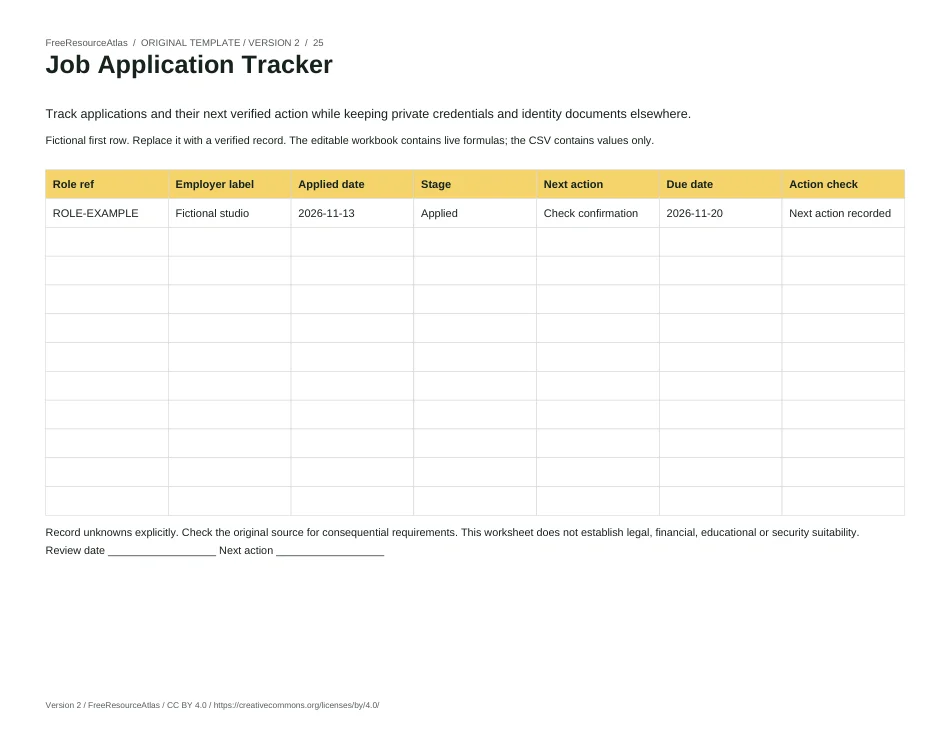 FreeResourceAtlas / ORIGINAL TEMPLATE / VERSION 2 / 25
Job Application Tracker
Track applications and their next verified action while keeping private credentials and identity documents elsewhere.
Fictional first row. Replace it with a verified record. The editable workbook contains live formulas; the CSV contains values only.
Role ref Employer label Applied date Stage Next action Due date Action check
ROLE-EXAMPLE Fictional studio 2026-11-13 Applied Check confirmation 2026-11-20 Next action recorded
Record unknowns explicitly. Check the original source for consequential requirements. This worksheet does not establish legal, financial, educational or security suitability.
Review date __________________ Next action __________________
Version 2 / FreeResourceAtlas / CC BY 4.0 / https://creativecommons.org/licenses/by/4.0/